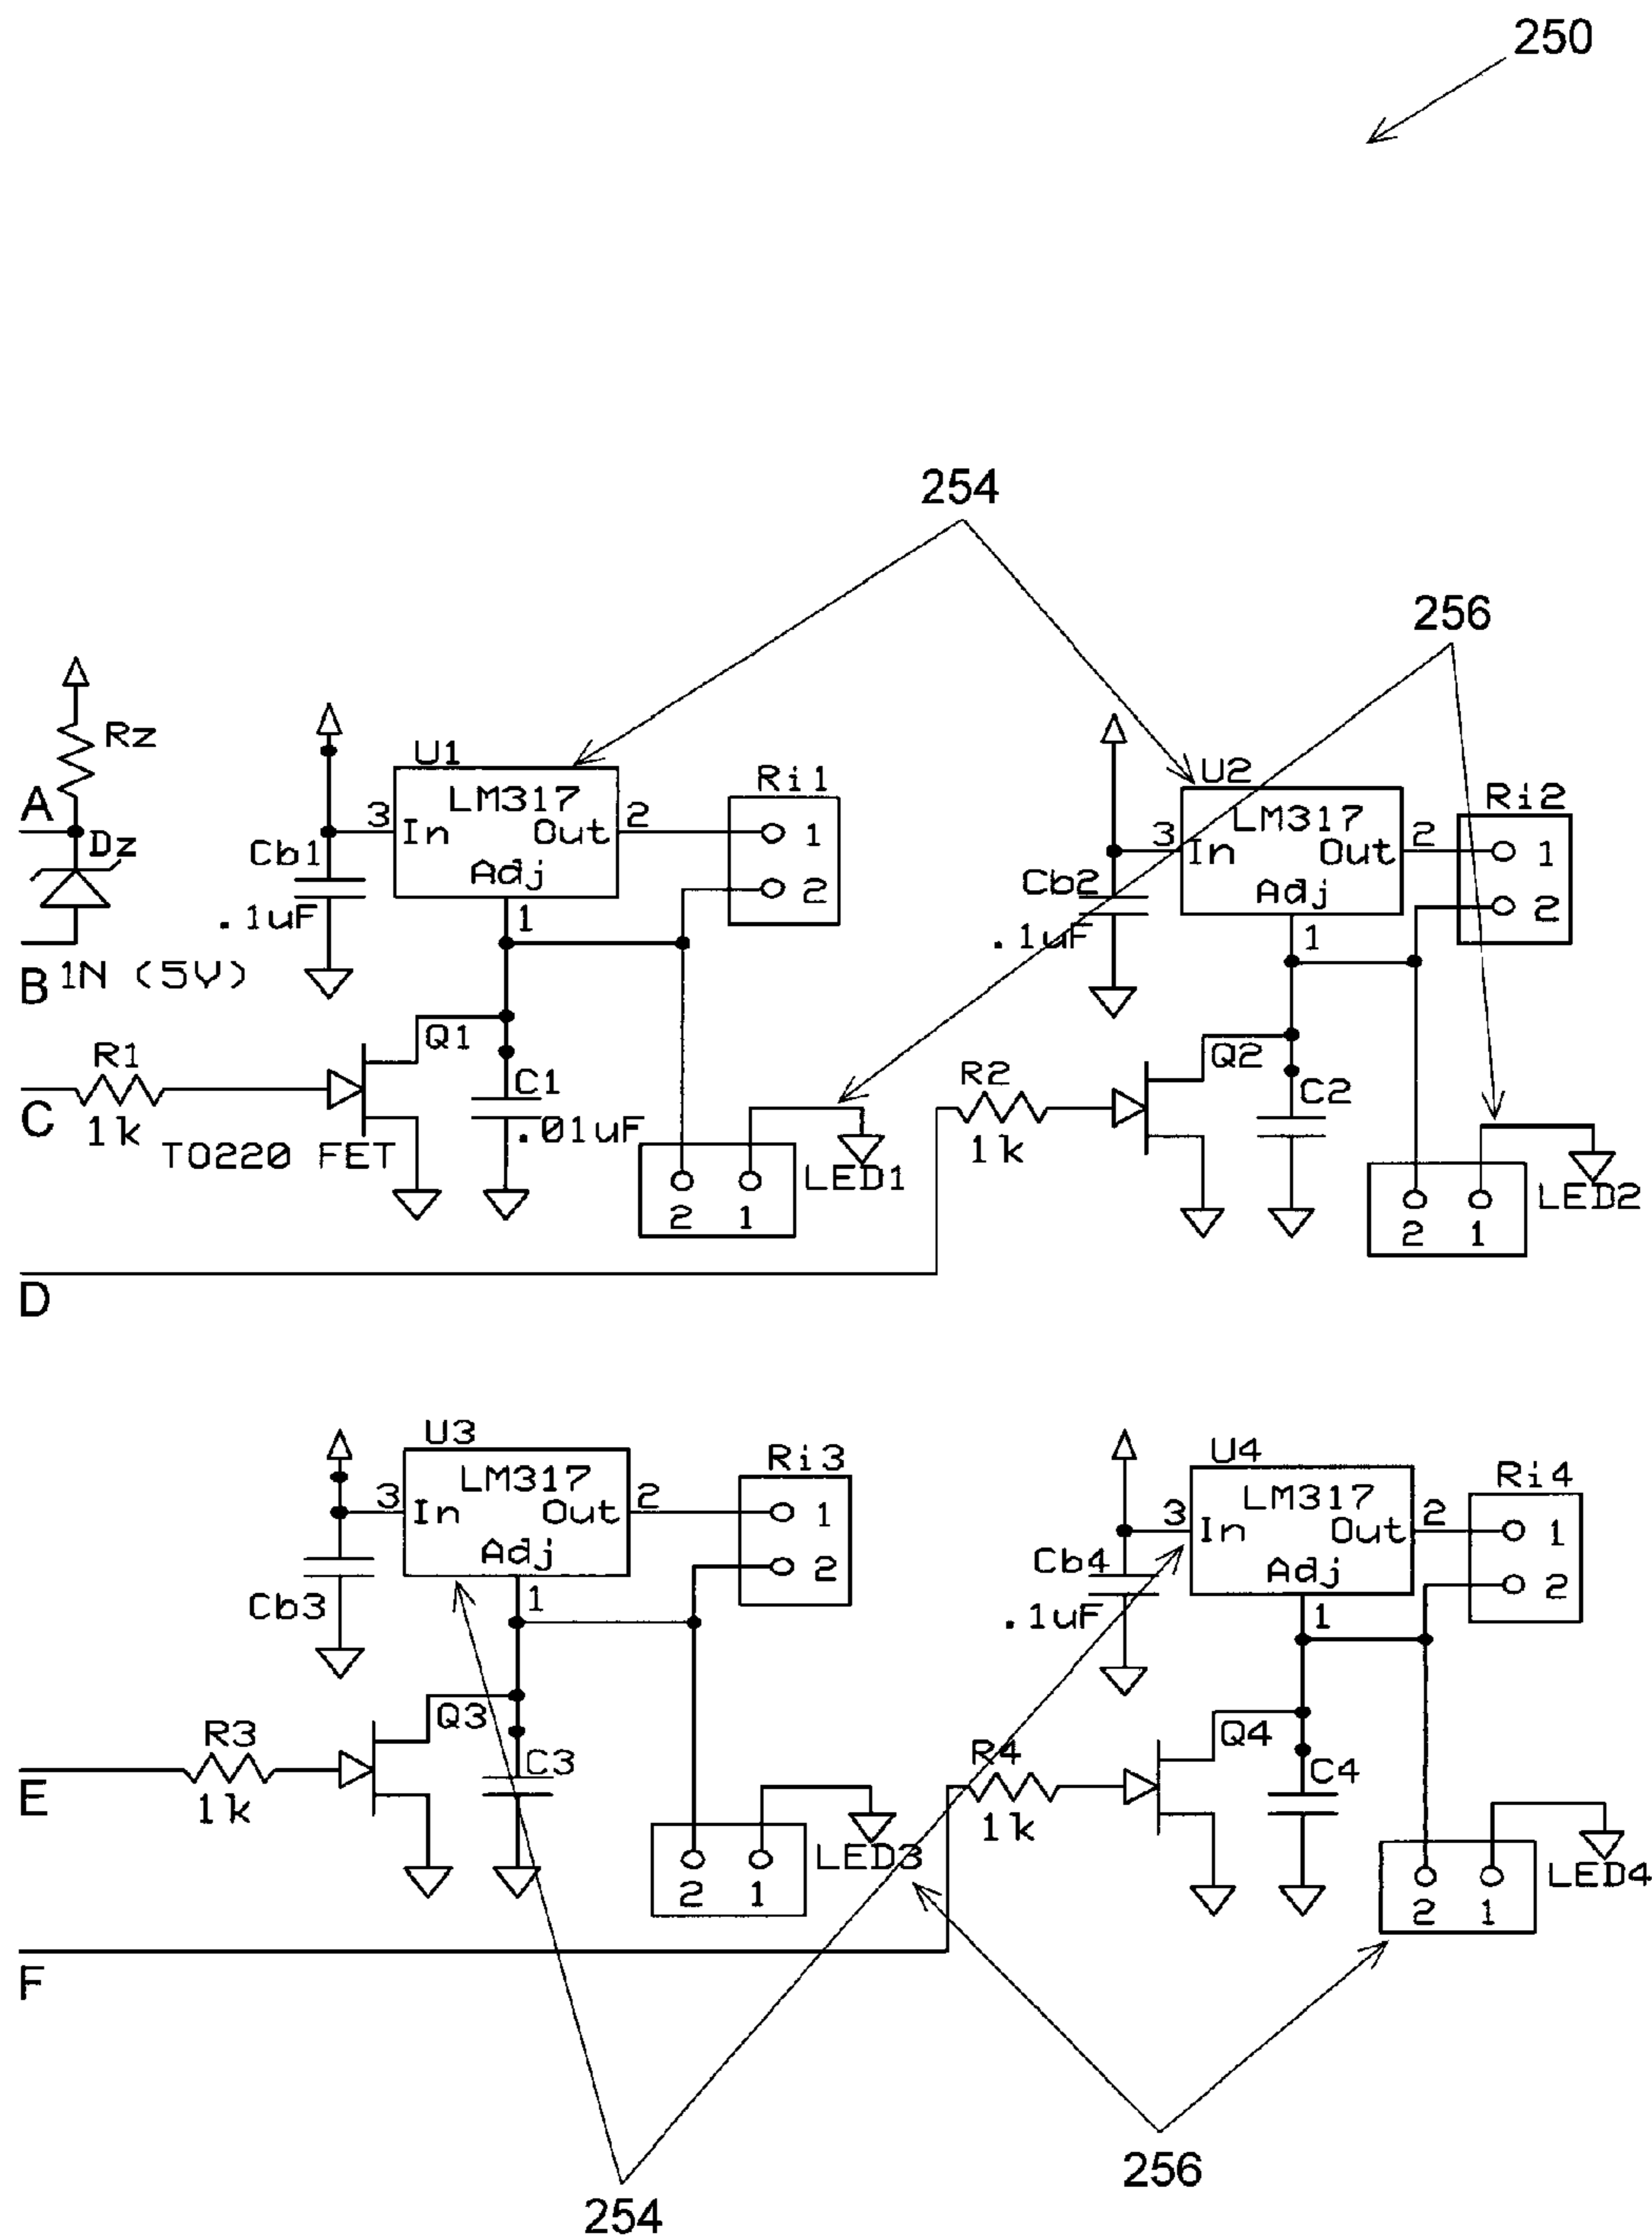 250
254
256
Rz
A
Dz
B
1N (5V)
U1
LM317
3
In
Out
2
Adj
1
Cb1
.1uF
Ri1
1
2
C
R1
1k
TO220 FET
Q1
C1
.01uF
2
1
LED1
U2
LM317
3
In
Out
2
Adj
1
Cb2
.1uF
Ri2
1
2
R2
1k
Q2
C2
2
1
LED2
D
U3
LM317
3
In
Out
2
Adj
1
Cb3
Ri3
1
2
E
R3
1k
Q3
C3
2
1
LED3
U4
LM317
3
In
Out
2
Adj
1
Cb4
.1uF
Ri4
1
2
R4
1k
Q4
C4
2
1
LED4
F
254
256